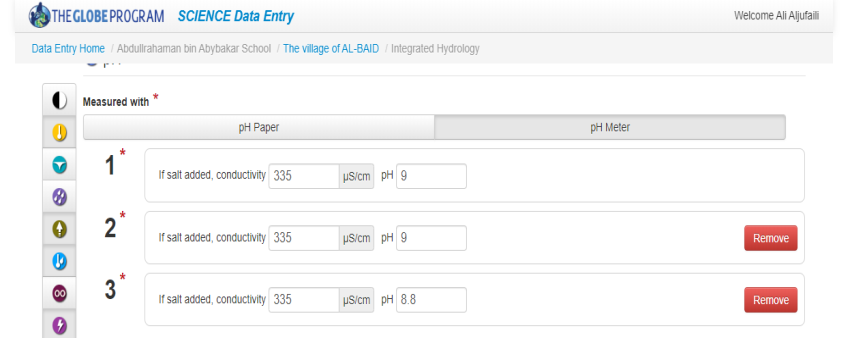 THE GLOBE PROGRAM SCIENCE Data Entry Welcome Ali Aljufaili
Data Entry Home / Abdullrahaman bin Abybakar School / The village of AL-BAID / Integrated Hydrology
Measured with *
pH Paper pH Meter
1 * If salt added, conductivity 335 µS/cm pH 9
2 * If salt added, conductivity 335 µS/cm pH 9 Remove
3 * If salt added, conductivity 335 µS/cm pH 8.8 Remove